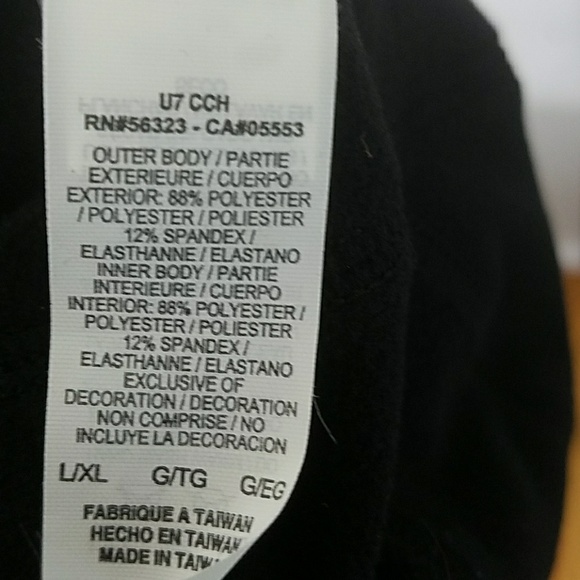 U7 CCH
RN#56323 - CA#05553
OUTER BODY / PARTIE
EXTERIEURE / CUERPO
EXTERIOR: 88% POLYESTER
/ POLYESTER / POLIESTER
12% SPANDEX /
ELASTHANNE / ELASTANO
INNER BODY / PARTIE
INTERIEURE / CUERPO
INTERIOR: 88% POLYESTER /
POLYESTER / POLIESTER
12% SPANDEX /
ELASTHANNE / ELASTANO
EXCLUSIVE OF
DECORATION / DECORATION
NON COMPRISE / NO
INCLUYE LA DECORACION
L/XL G/TG G/EG
FABRIQUE A TAIWAN
HECHO EN TAIWAN
MADE IN